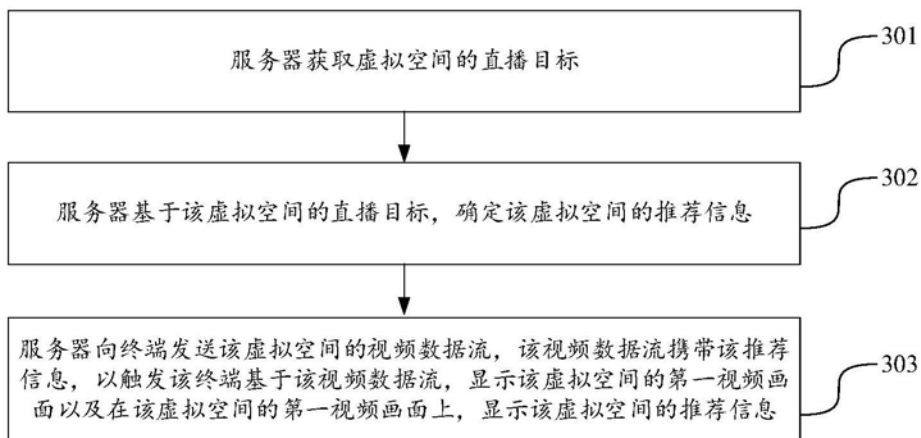 服务器获取虚拟空间的直播目标
301
服务器基于该虚拟空间的直播目标，确定该虚拟空间的推荐信息
302
服务器向终端发送该虚拟空间的视频数据流，该视频数据流携带该推荐
信息，以触发该终端基于该视频数据流，显示该虚拟空间的第一视频画
面以及在该虚拟空间的第一视频画面上，显示该虚拟空间的推荐信息
303